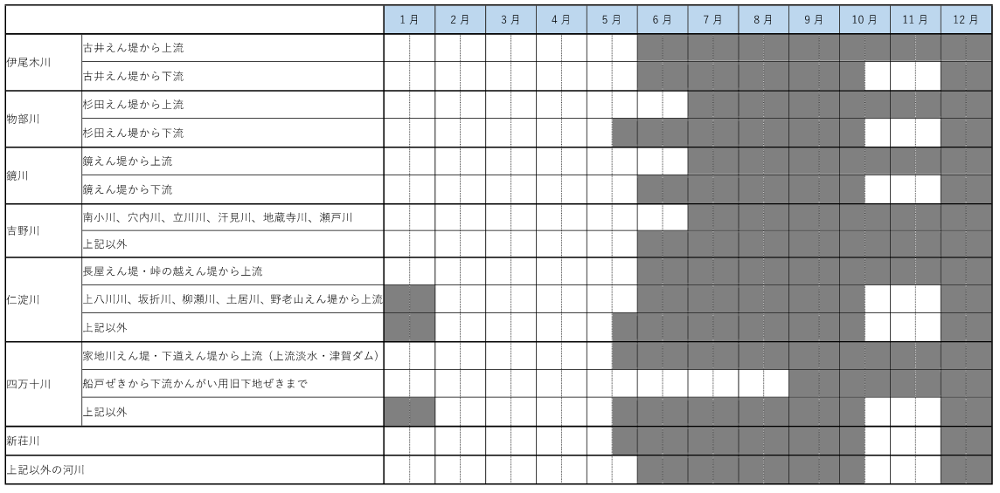 1月 2月 3月 4月 5月 6月 7月 8月 9月 10月 11月 12月
伊尾木川
古井えん堤から上流
古井えん堤から下流
物部川
杉田えん堤から上流
杉田えん堤から下流
鏡川
鏡えん堤から上流
鏡えん堤から下流
吉野川
南小川、穴内川、立川川、汗見川、地蔵寺川、瀬戸川
上記以外
仁淀川
長屋えん堤・峠の越えん堤から上流
上八川川、坂折川、柳瀬川、土居川、野老山えん堤から上流
上記以外
四万十川
家地川えん堤・下道えん堤から上流（上流淡水・津賀ダム）
船戸ぜきから下流かんがい用旧下地ぜきまで
上記以外
新荘川
上記以外の河川